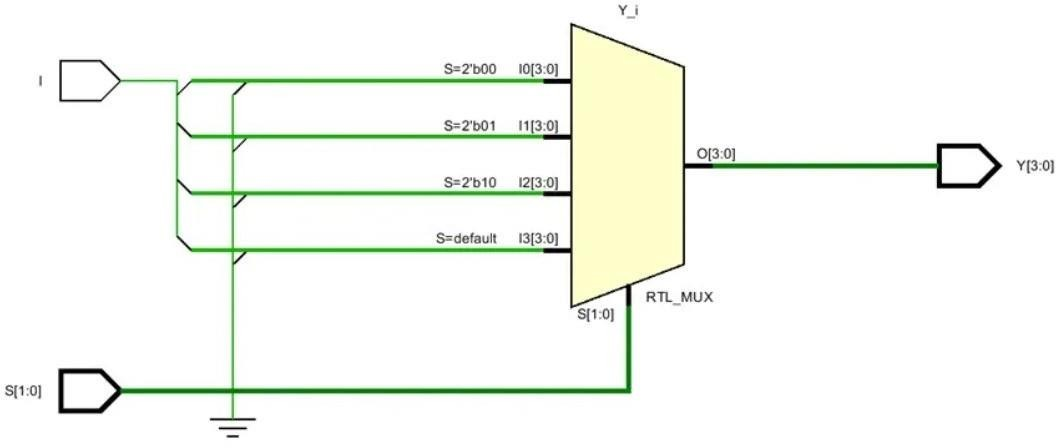 Y_i
I
S=2'b00 I0[3:0]
S=2'b01 I1[3:0]
O[3:0]
Y[3:0]
S=2'b10 I2[3:0]
S=default I3[3:0]
RTL_MUX
S[1:0]
S[1:0]